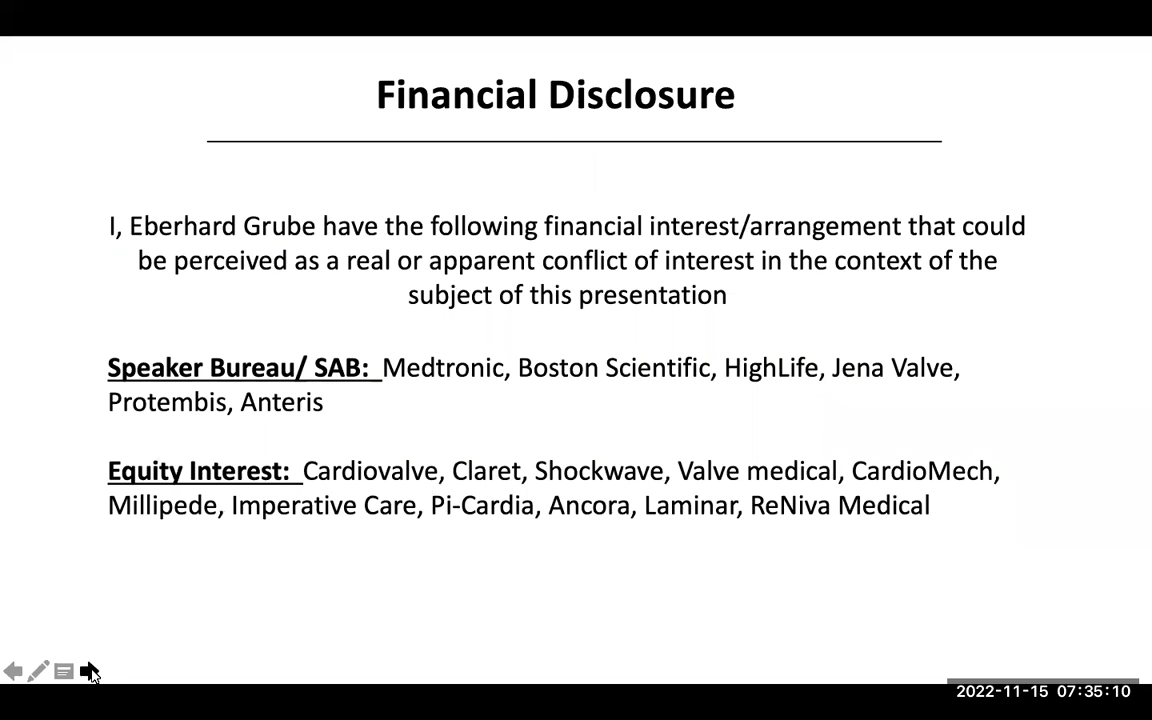 Financial Disclosure
I, Eberhard Grube have the following financial interest/arrangement that could
be perceived as a real or apparent conflict of interest in the context of the
subject of this presentation
Speaker Bureau/ SAB: Medtronic, Boston Scientific, HighLife, Jena Valve,
Protembis, Anteris
Equity Interest: Cardiovalve, Claret, Shockwave, Valve medical, CardioMech,
Millipede, Imperative Care, Pi-Cardia, Ancora, Laminar, ReNiva Medical
2022-11-15 07:35:10